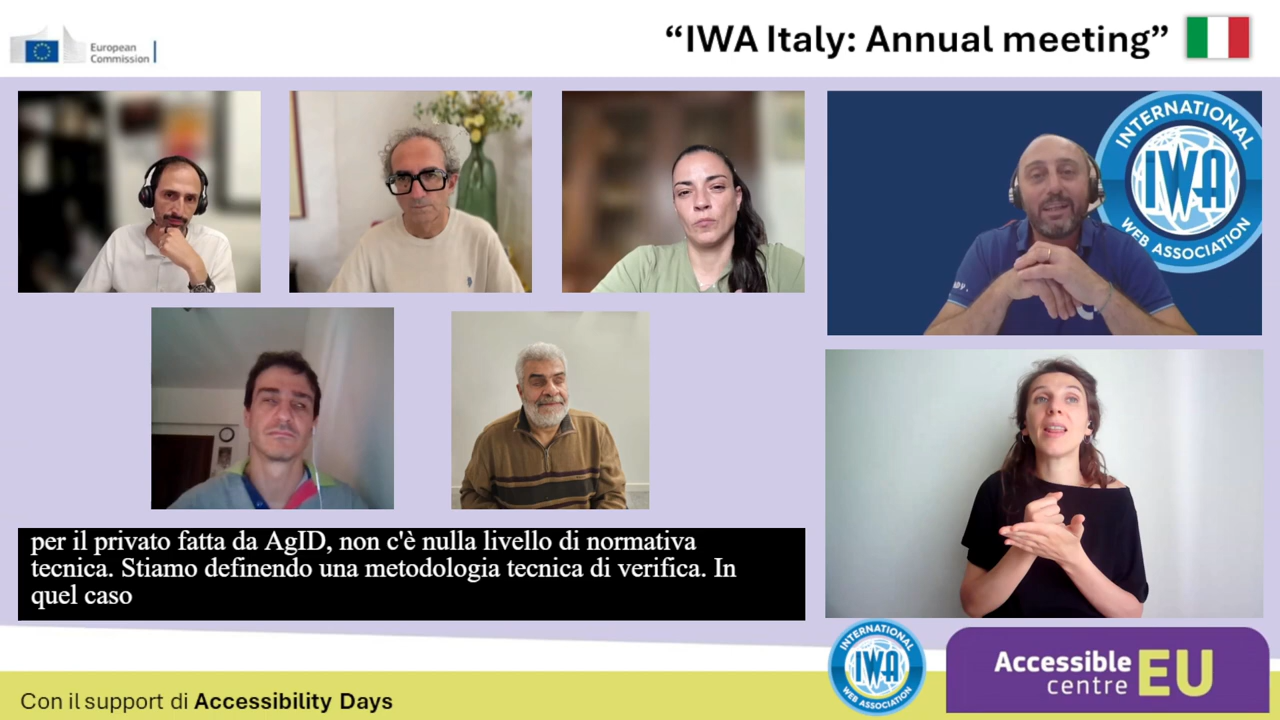 European
Commission
“IWA Italy: Annual meeting”
INTERNATIONAL
IWA
WEB ASSOCIATION
per il privato fatta da AgID, non c'è nulla livello di normativa
tecnica. Stiamo definendo una metodologia tecnica di verifica. In
quel caso
INTERNATIONAL
IWA
WEB ASSOCIATION
Accessible
centre
EU
Con il support di Accessibility Days